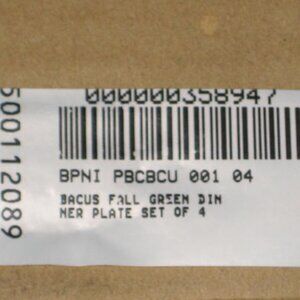 000000358947
500112089
BPNI PBCBCU 001 04
BACUS FALL GREEN DIN
NER PLATE SET OF 4